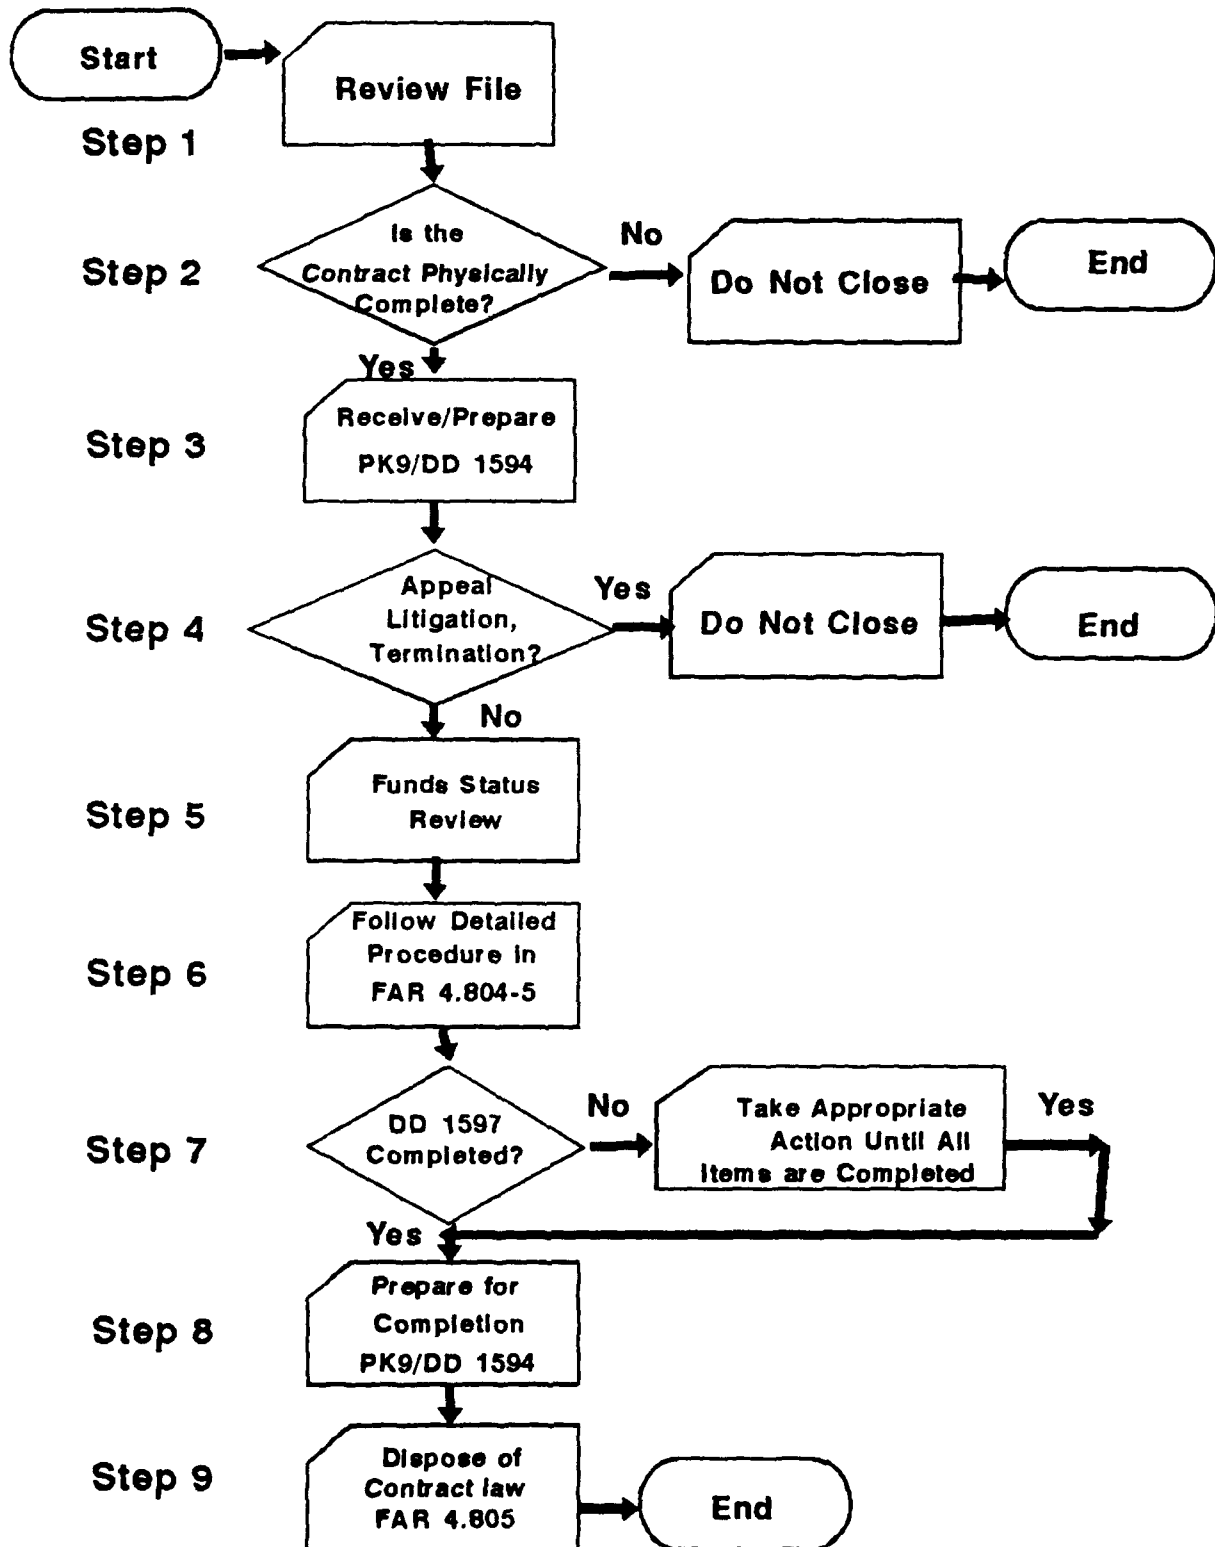 Start
Review File
Step 1
Is the
Contract Physically
Complete?
Step 2
No
Do Not Close
End
Yes
Receive/Prepare
PK9/DD 1594
Step 3
Appeal
Litigation,
Termination?
Step 4
Yes
Do Not Close
End
No
Funds Status
Review
Step 5
Follow Detailed
Procedure in
FAR 4.804-5
Step 6
DD 1597
Completed?
Step 7
No
Take Appropriate
Action Until All
Items are Completed
Yes
Yes
Prepare for
Completion
PK9/DD 1594
Step 8
Dispose of
Contract law
FAR 4.805
Step 9
End